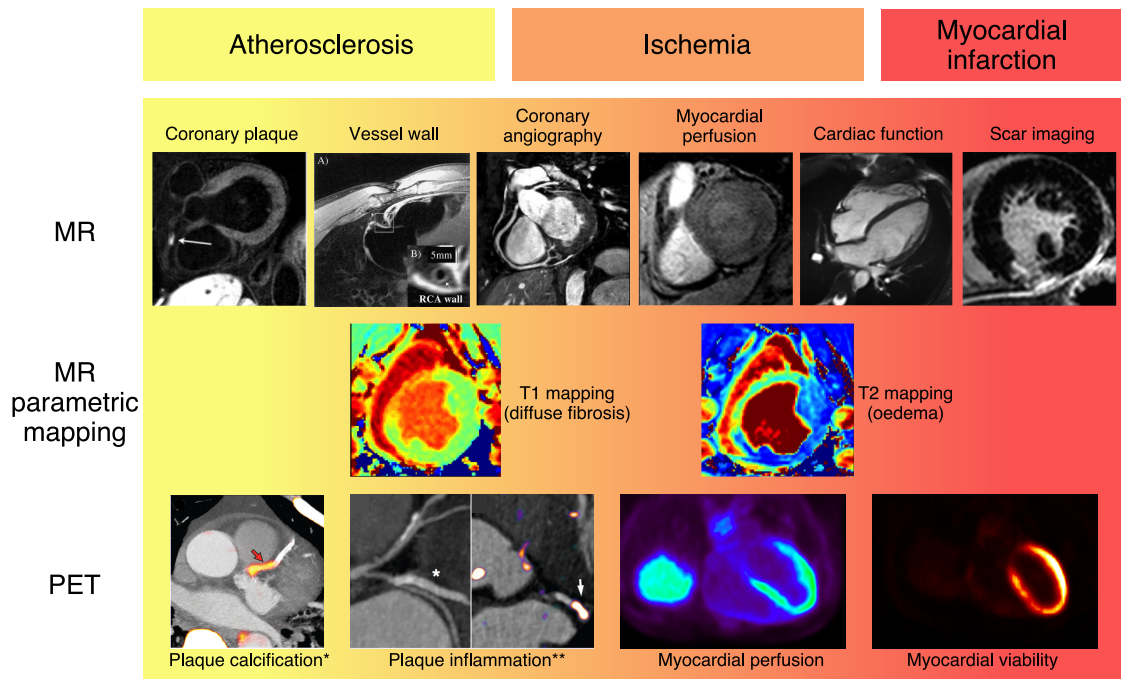 Atherosclerosis
Ischemia
Myocardial
infarction
Coronary plaque
Vessel wall
Coronary
angiography
Myocardial
perfusion
Cardiac function
Scar imaging
MR
A)
B)
5mm
RCA wall
MR
parametric
mapping
T1 mapping
(diffuse fibrosis)
T2 mapping
(oedema)
PET
*
Plaque calcification*
Plaque inflammation**
Myocardial perfusion
Myocardial viability